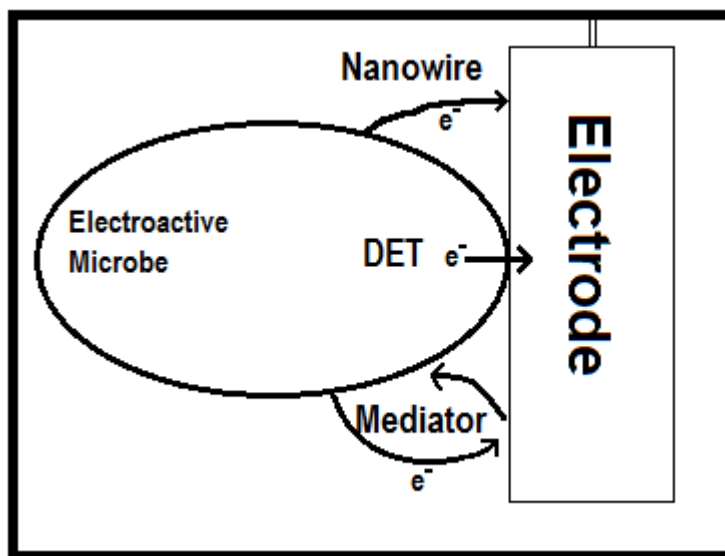 Nanowire
e-
Electroactive
Microbe
DET e-
Electrode
Mediator
e-